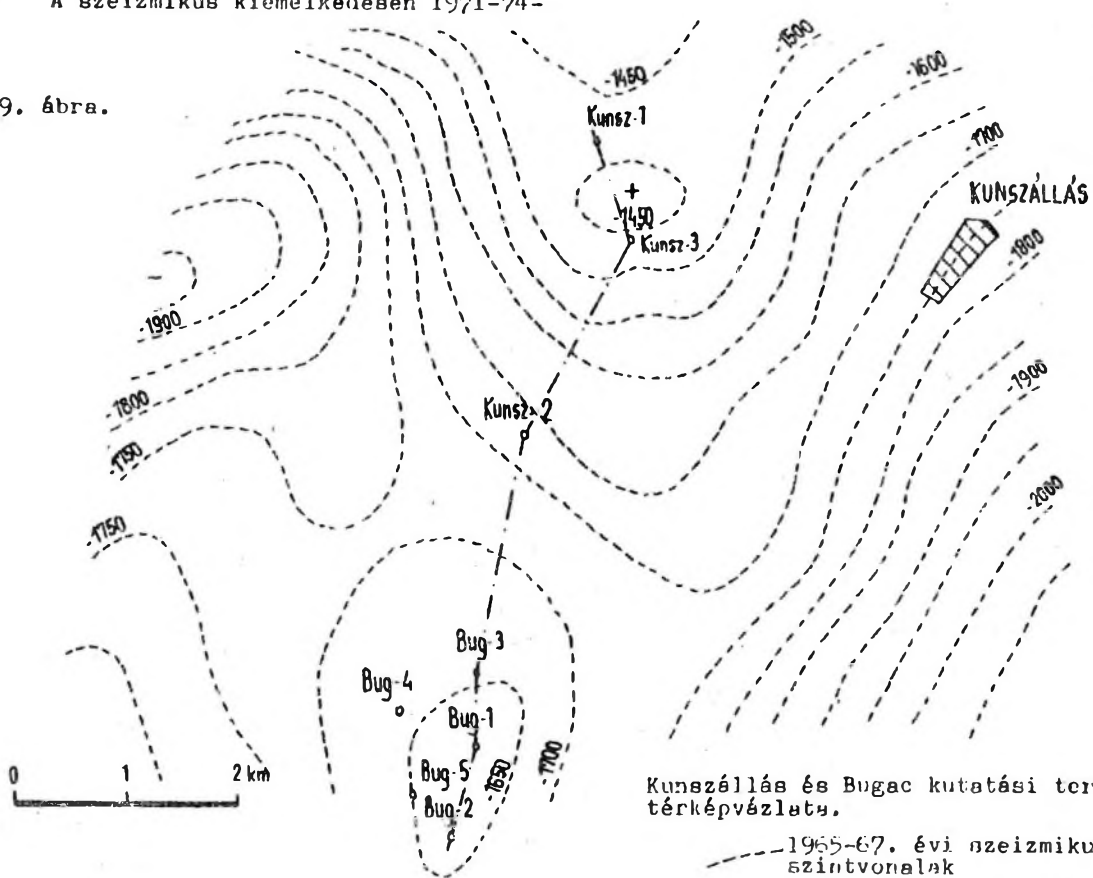 A szeizmikus kiemelkedésen 1971-74-
9. ábra.
-1500
-1450
-1600
Kunsz-1
-1700
KUNSZÁLLÁS
-1450
Kunsz-3
-1800
-1900
-1900
-1800
Kunsz-2
-1750
-2000
-1750
Bug-3
Bug-4
Bug-1
Bug-5
-1650
-1700
Bug-2
0 1 2 km
Kunszállás és Bugac kutatási
térképvázlata.
1965-67. évi szeizmiku
szintvonalak